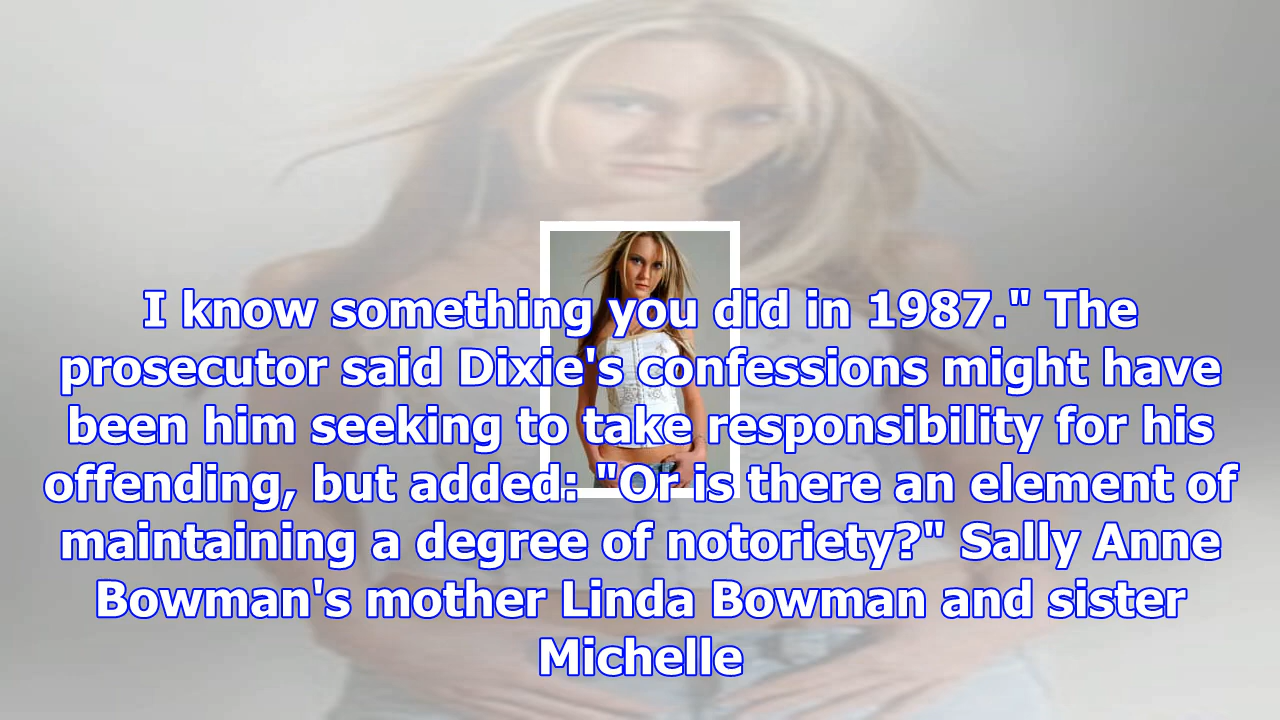 I know something you did in 1987." The
prosecutor said Dixie's confessions might have
been him seeking to take responsibility for his
offending, but added: "Or is there an element of
maintaining a degree of notoriety?" Sally Anne
Bowman's mother Linda Bowman and sister
Michelle